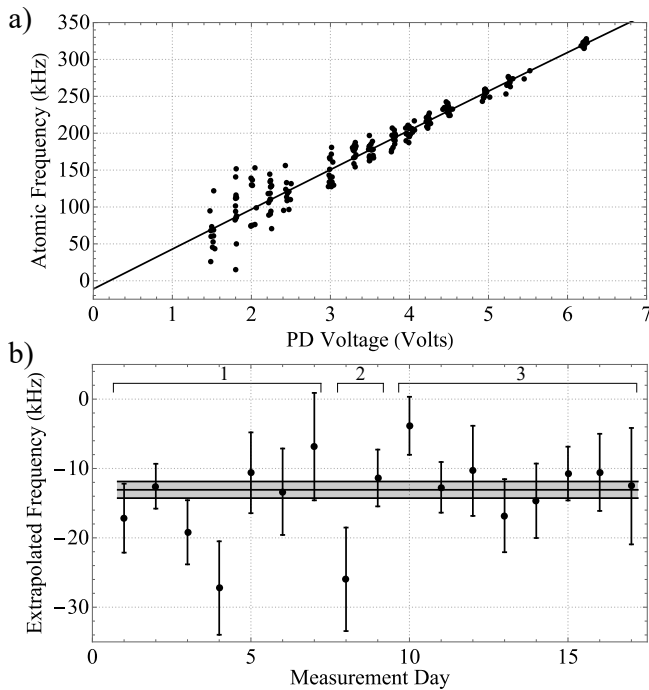 a)
350
300
250
200
150
100
50
0
Atomic Frequency (kHz)
0 1 2 3 4 5 6 7
PD Voltage (Volts)
b)
1 2 3
0
−10
−20
−30
Extrapolated Frequency (kHz)
0 5 10 15
Measurement Day